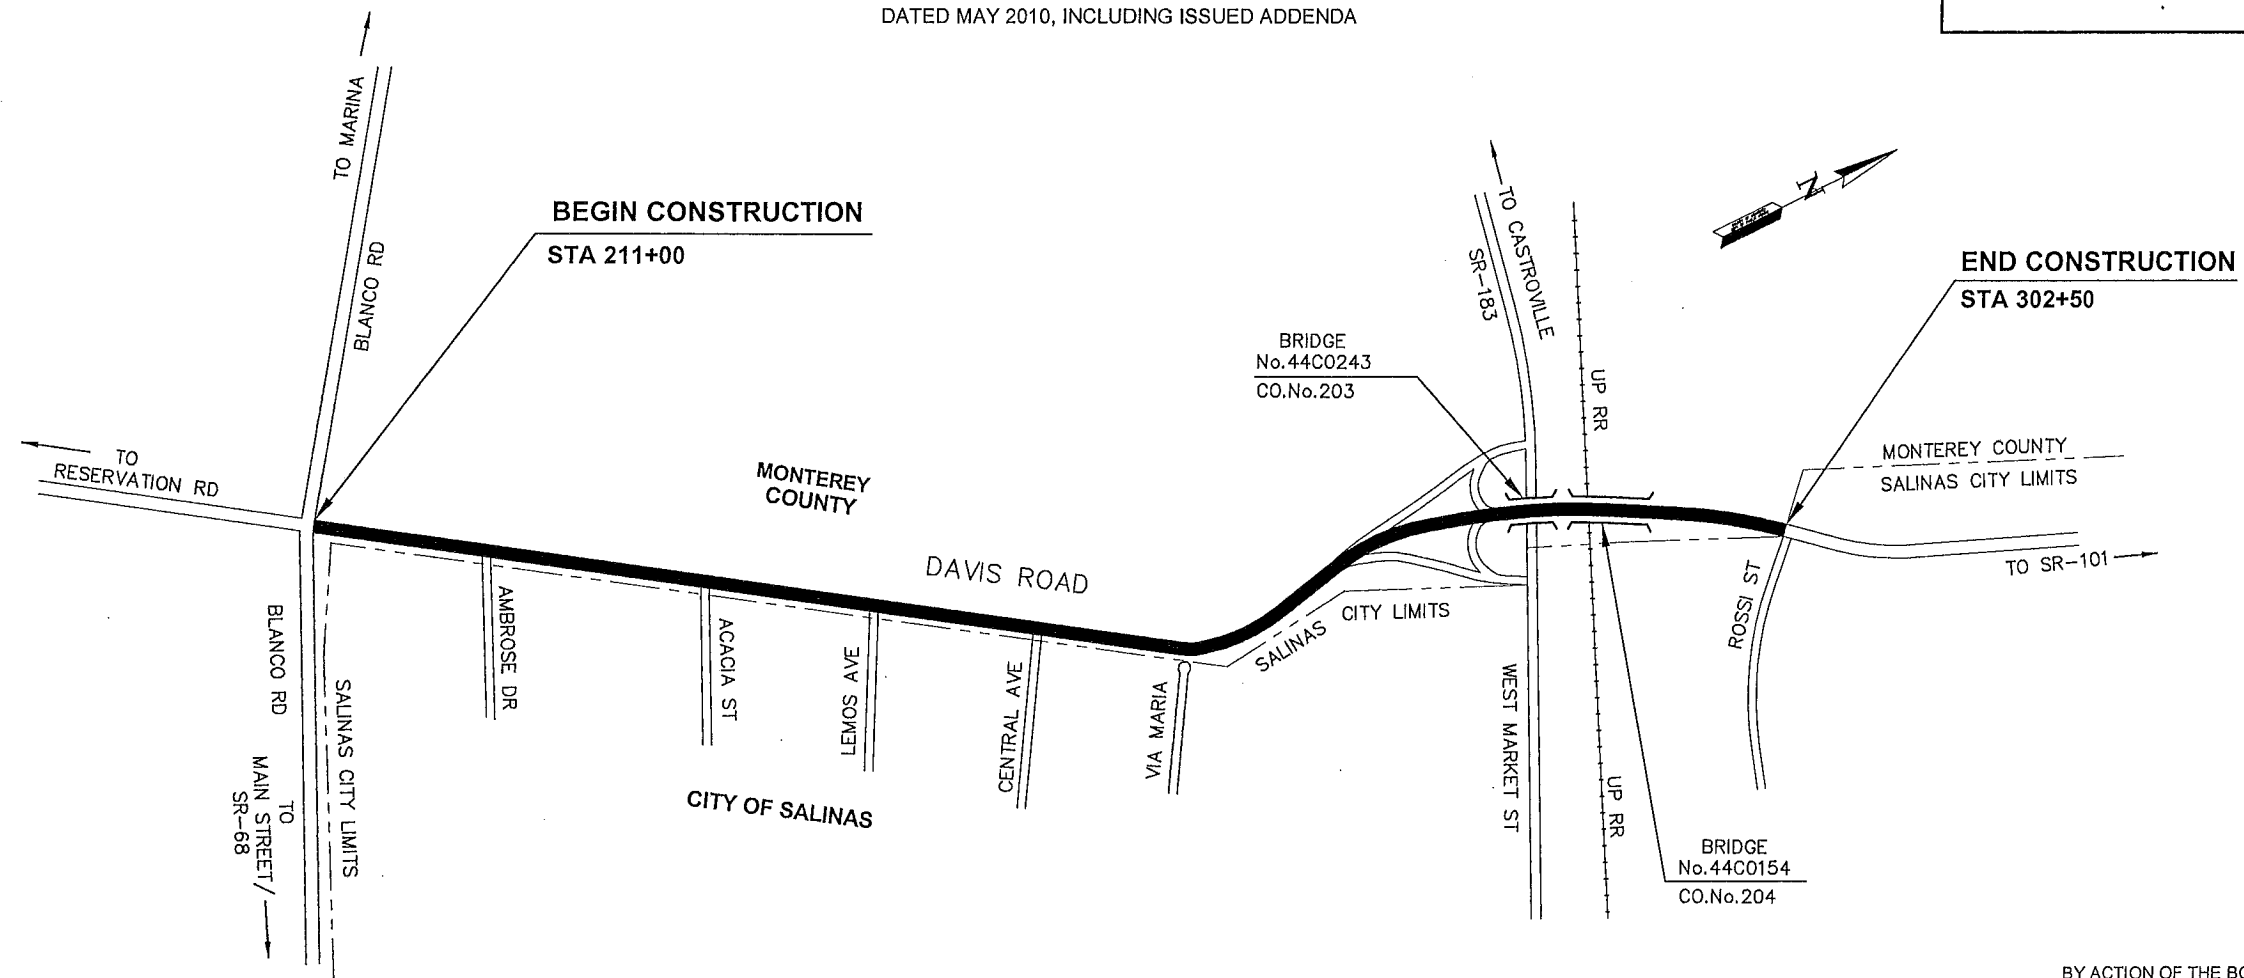 DATED MAY 2010, INCLUDING ISSUED ADDENDA
TO MARINA
BLANCO RD
BEGIN CONSTRUCTION
STA 211+00
TO
RESERVATION RD
MONTEREY
COUNTY
DAVIS ROAD
TO CASTROVILLE
SR-183
N
END CONSTRUCTION
STA 302+50
BRIDGE
No.44C0243
CO.No.203
UP RR
MONTEREY COUNTY
SALINAS CITY LIMITS
TO SR-101
ROSSI ST
SALINAS
CITY LIMITS
BLANCO RD
SALINAS CITY LIMITS
TO
MAIN STREET/
SR-68
AMBROSE DR
ACACIA ST
LEMOS AVE
CENTRAL AVE
VIA MARIA
CITY OF SALINAS
WEST MARKET ST
UP RR
BRIDGE
No.44C0154
CO.No.204
BY ACTION OF THE BO